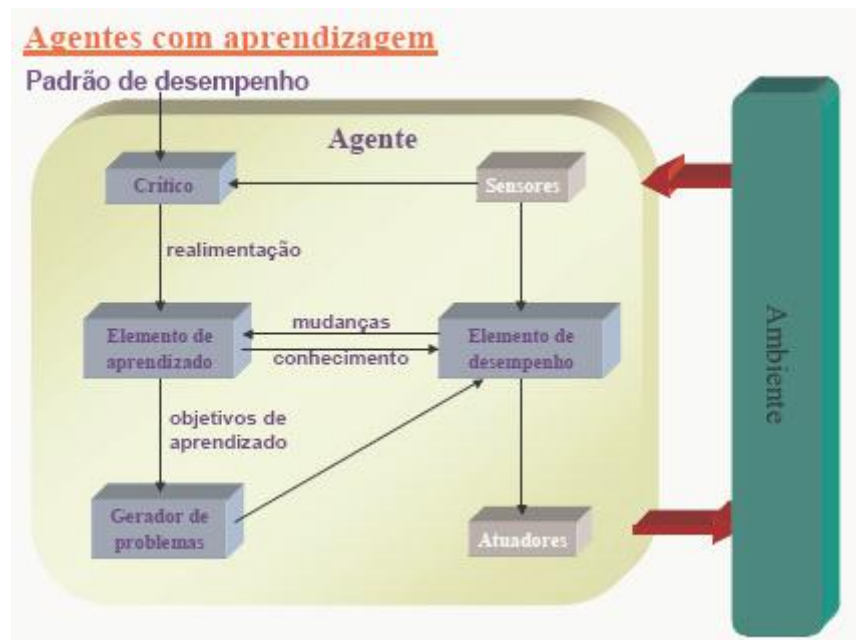 Agentes com aprendizagem
Padrão de desempenho
Agente
Crítico
Sensores
realimentação
Elemento de
aprendizado
mudanças
conhecimento
Elemento de
desempenho
objetivos de
aprendizado
Gerador de
problemas
Atuadores
Ambiente